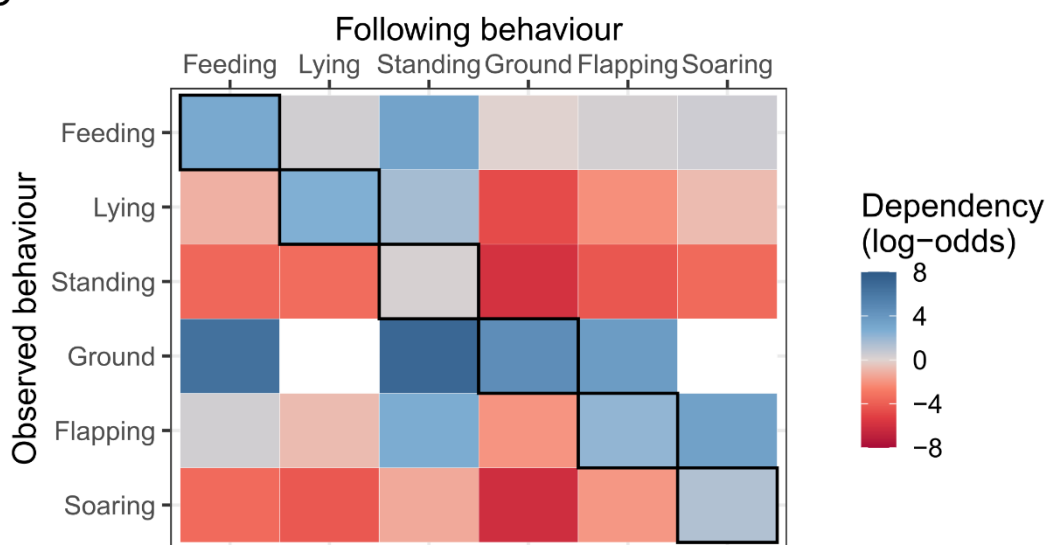 Following behaviour
Feeding Lying Standing Ground Flapping Soaring
Observed behaviour
Feeding
Lying
Standing
Ground
Flapping
Soaring
Dependency
(log−odds)
8
4
0
−4
−8